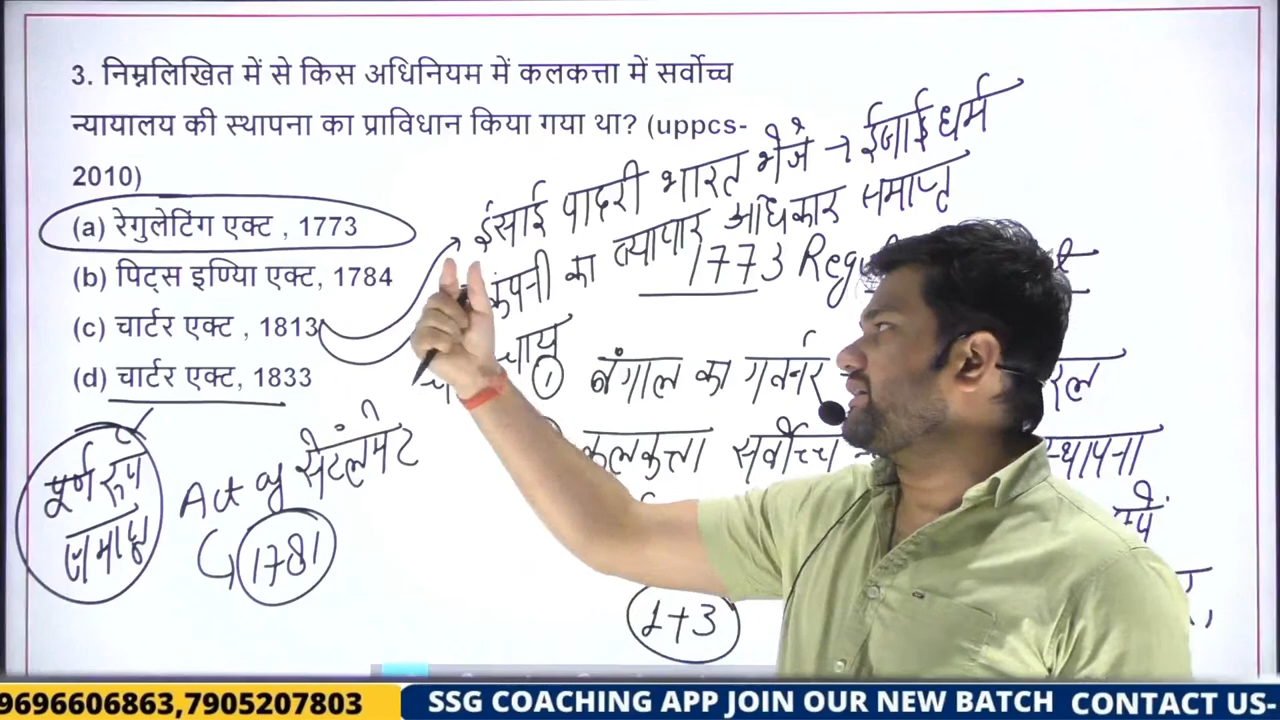 3. निम्नलिखित में से किस अधिनियम में कलकत्ता में सर्वोच्च
न्यायालय की स्थापना का प्राविधान किया गया था? (uppcs-
2010)
(a) रेगुलेटिंग एक्ट , 1773
(b) पिट्स इण्यिा एक्ट, 1784
(c) चार्टर एक्ट , 1813
(d) चार्टर एक्ट, 1833
ईसाई पादरी भारत भेजे → ईसाई धर्म
कंपनी का व्यापार अधिकार समाप्त
1773
चाय
① बंगाल का गवर्नर
कलकत्ता सर्वोच्च स्थापना
पूर्ण रूप
समाप्त
Act of सेटलमेंट
1781
1+3
9696606863,7905207803
SSG COACHING APP JOIN OUR NEW BATCH CONTACT US-